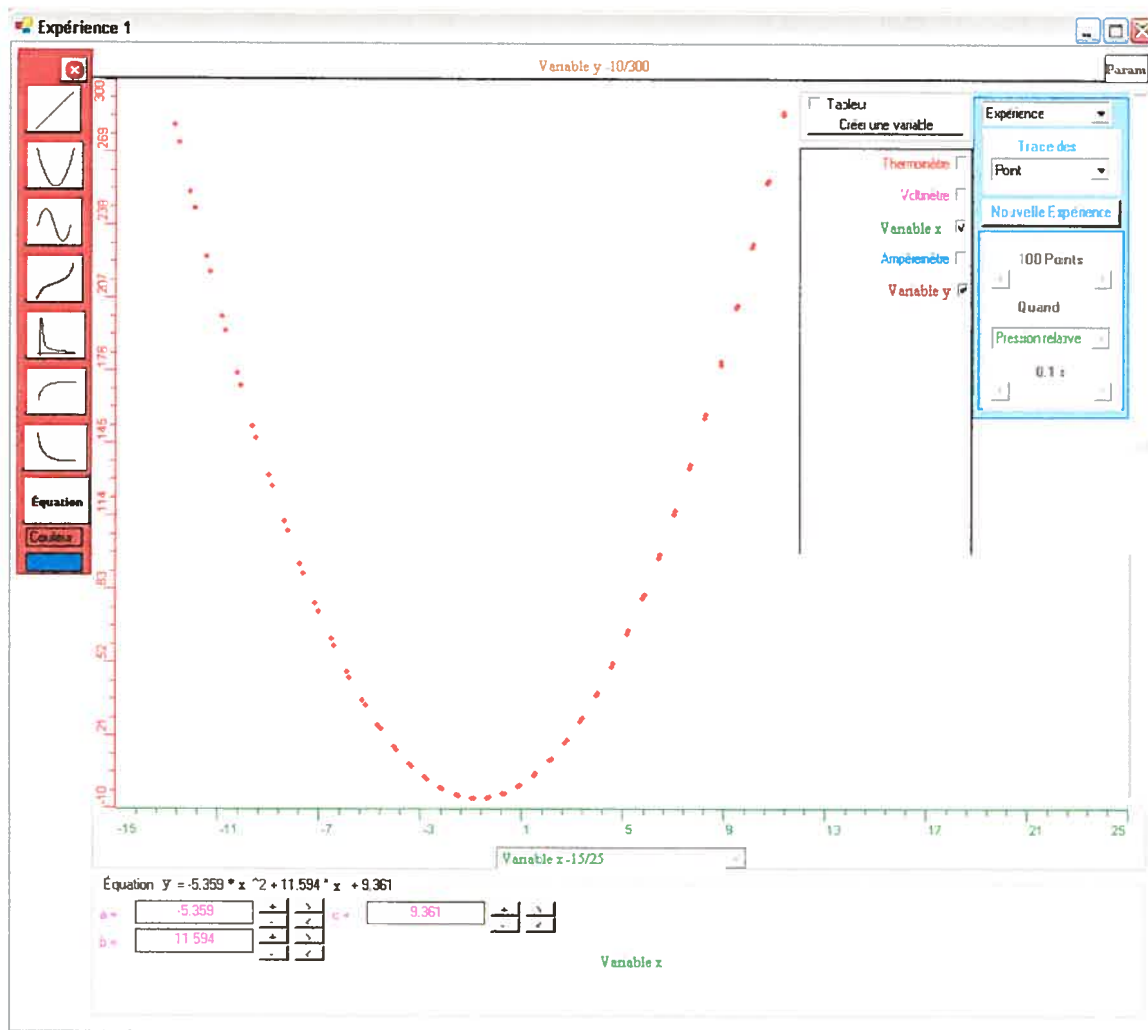 Expérience 1
Variable y -10/300
Param
Tableur
Créer une variable
Thermomètre
Voltmètre
Variable x
Ampéremètre
Variable y
Expérience
Trace des
Point
Nouvelle Expérience
100 Points
Quand
Pression relative
0.1 s
Équation
Couleur
300
269
238
207
176
145
114
83
52
21
-10
-15 -11 -7 -3 1 5 9 13 17 21 25
Variable x -15/25
Équation y = -5.359 * x ^2 + 11.594 * x + 9.361
a = -5.359 + > c = 9.361 + >
- < - <
b = 11.594 + >
- <
Variable x